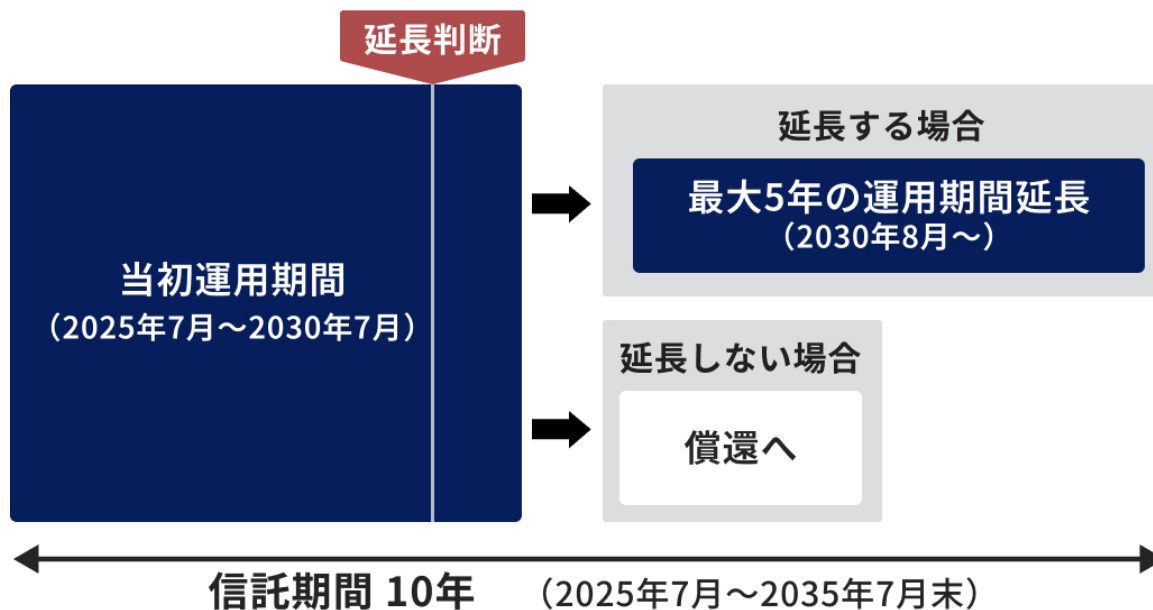 延長判断
当初運用期間
（2025年7月～2030年7月）
延長する場合
最大5年の運用期間延長
（2030年8月～）
延長しない場合
償還へ
信託期間 10年 （2025年7月～2035年7月末）